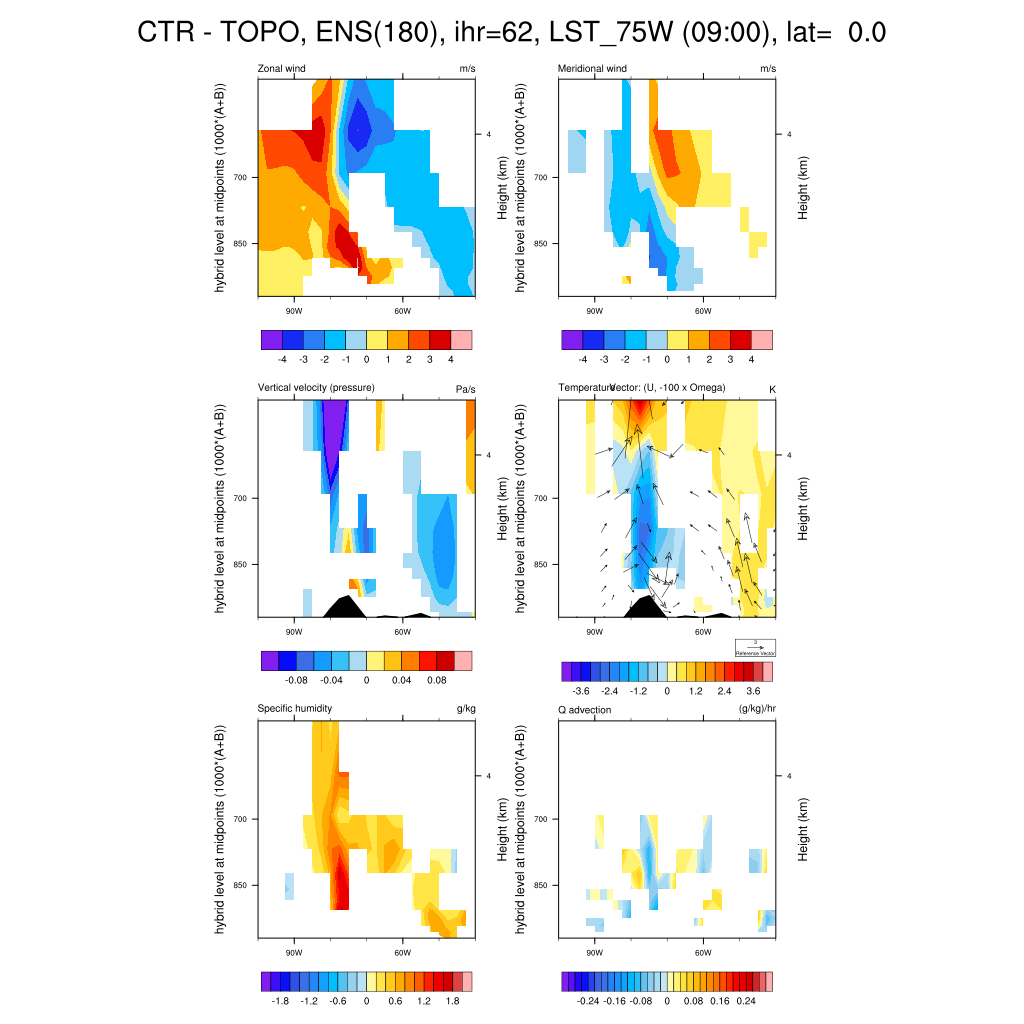 CTR - TOPO, ENS(180), ihr=62, LST_75W (09:00), lat= 0.0
Zonal wind m/s
hybrid level at midpoints (1000*(A+B))
Height (km)
4
700
850
90W 60W
-4 -3 -2 -1 0 1 2 3 4
Meridional wind m/s
hybrid level at midpoints (1000*(A+B))
Height (km)
4
700
850
90W 60W
-4 -3 -2 -1 0 1 2 3 4
Vertical velocity (pressure) Pa/s
hybrid level at midpoints (1000*(A+B))
Height (km)
4
700
850
90W 60W
-0.08 -0.04 0 0.04 0.08
Temperature Vector: (U, -100 x Omega) K
hybrid level at midpoints (1000*(A+B))
Height (km)
4
700
850
90W 60W
3
Reference Vector
-3.6 -2.4 -1.2 0 1.2 2.4 3.6
Specific humidity g/kg
hybrid level at midpoints (1000*(A+B))
Height (km)
4
700
850
90W 60W
-1.8 -1.2 -0.6 0 0.6 1.2 1.8
Q advection (g/kg)/hr
hybrid level at midpoints (1000*(A+B))
Height (km)
4
700
850
90W 60W
-0.24 -0.16 -0.08 0 0.08 0.16 0.24